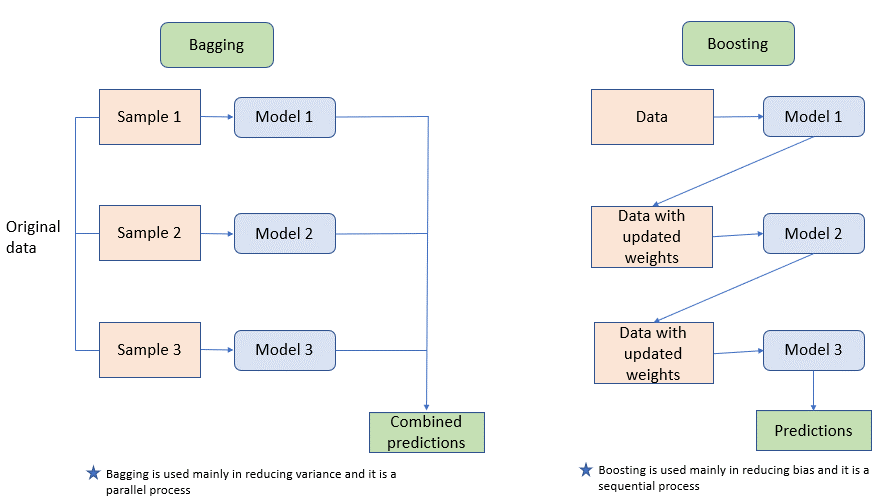 Bagging
Sample 1
Model 1
Original
data
Sample 2
Model 2
Sample 3
Model 3
Combined
predictions
Bagging is used mainly in reducing variance and it is a
parallel process
Boosting
Data
Model 1
Data with
updated
weights
Model 2
Data with
updated
weights
Model 3
Predictions
Boosting is used mainly in reducing bias and it is a
sequential process